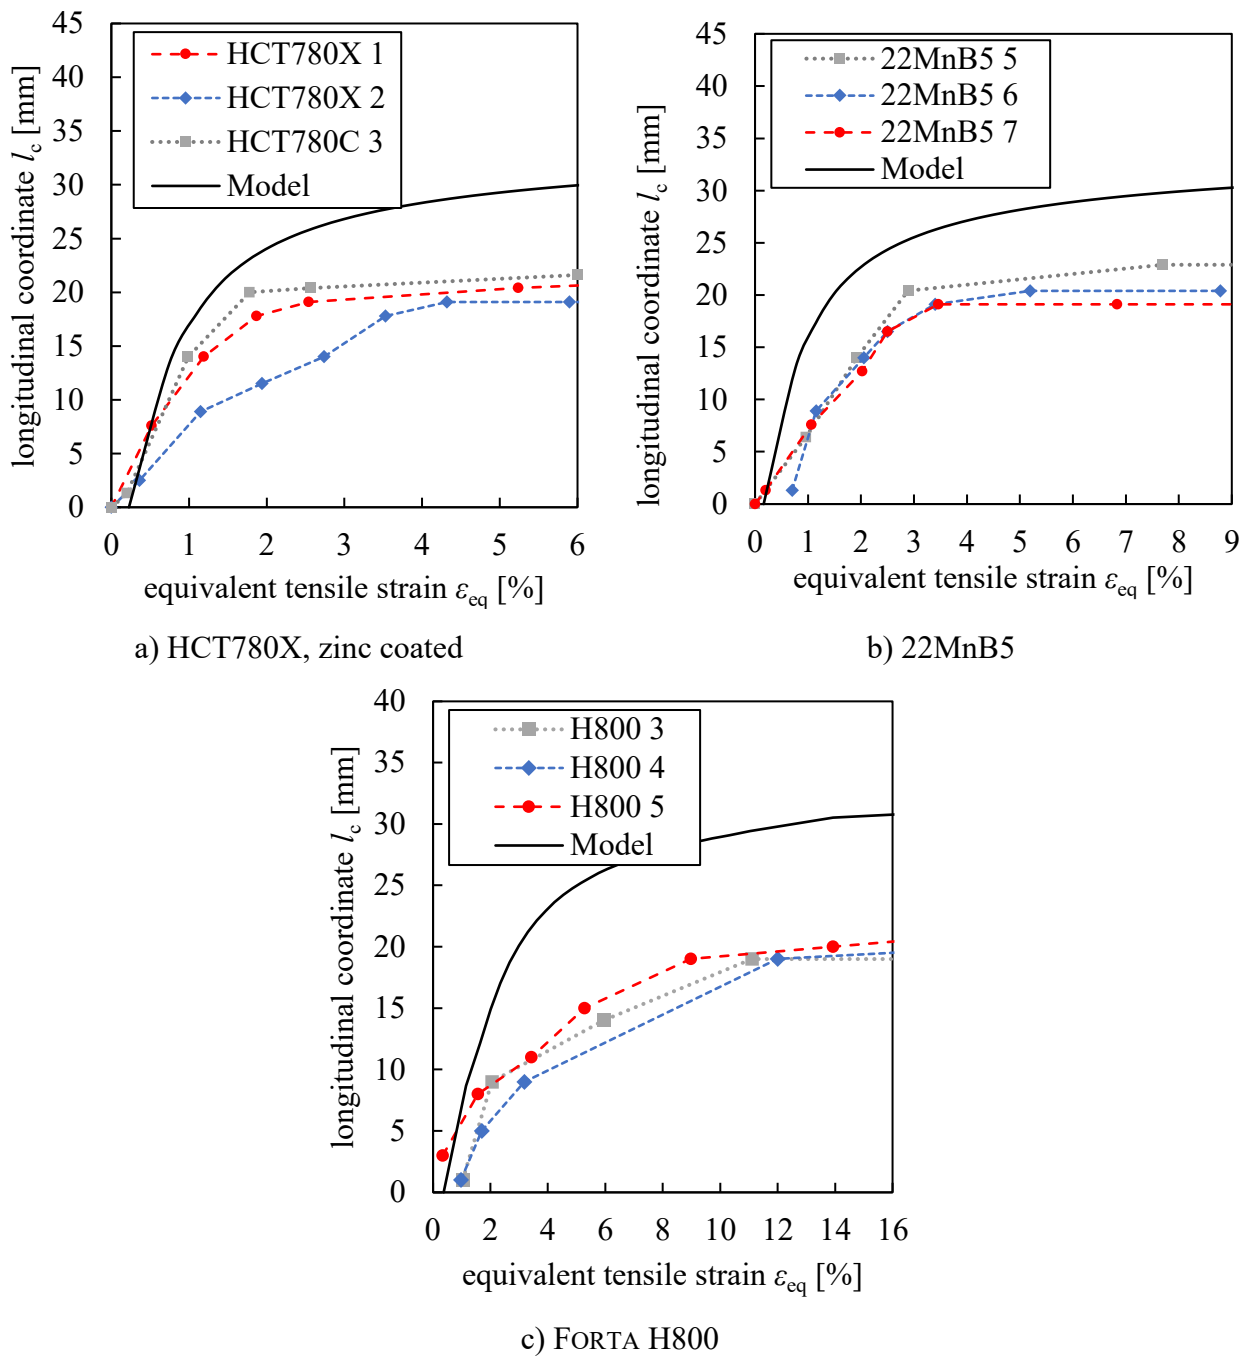 45
40
35
30
25
20
15
10
5
0
longitudinal coordinate lc [mm]
HCT780X 1
HCT780X 2
HCT780C 3
Model
0 1 2 3 4 5 6
equivalent tensile strain εeq [%]
a) HCT780X, zinc coated
45
40
35
30
25
20
15
10
5
0
longitudinal coordinate lc [mm]
22MnB5 5
22MnB5 6
22MnB5 7
Model
0 1 2 3 4 5 6 7 8 9
equivalent tensile strain εeq [%]
b) 22MnB5
40
35
30
25
20
15
10
5
0
longitudinal coordinate lc [mm]
H800 3
H800 4
H800 5
Model
0 2 4 6 8 10 12 14 16
equivalent tensile strain εeq [%]
c) FORTA H800